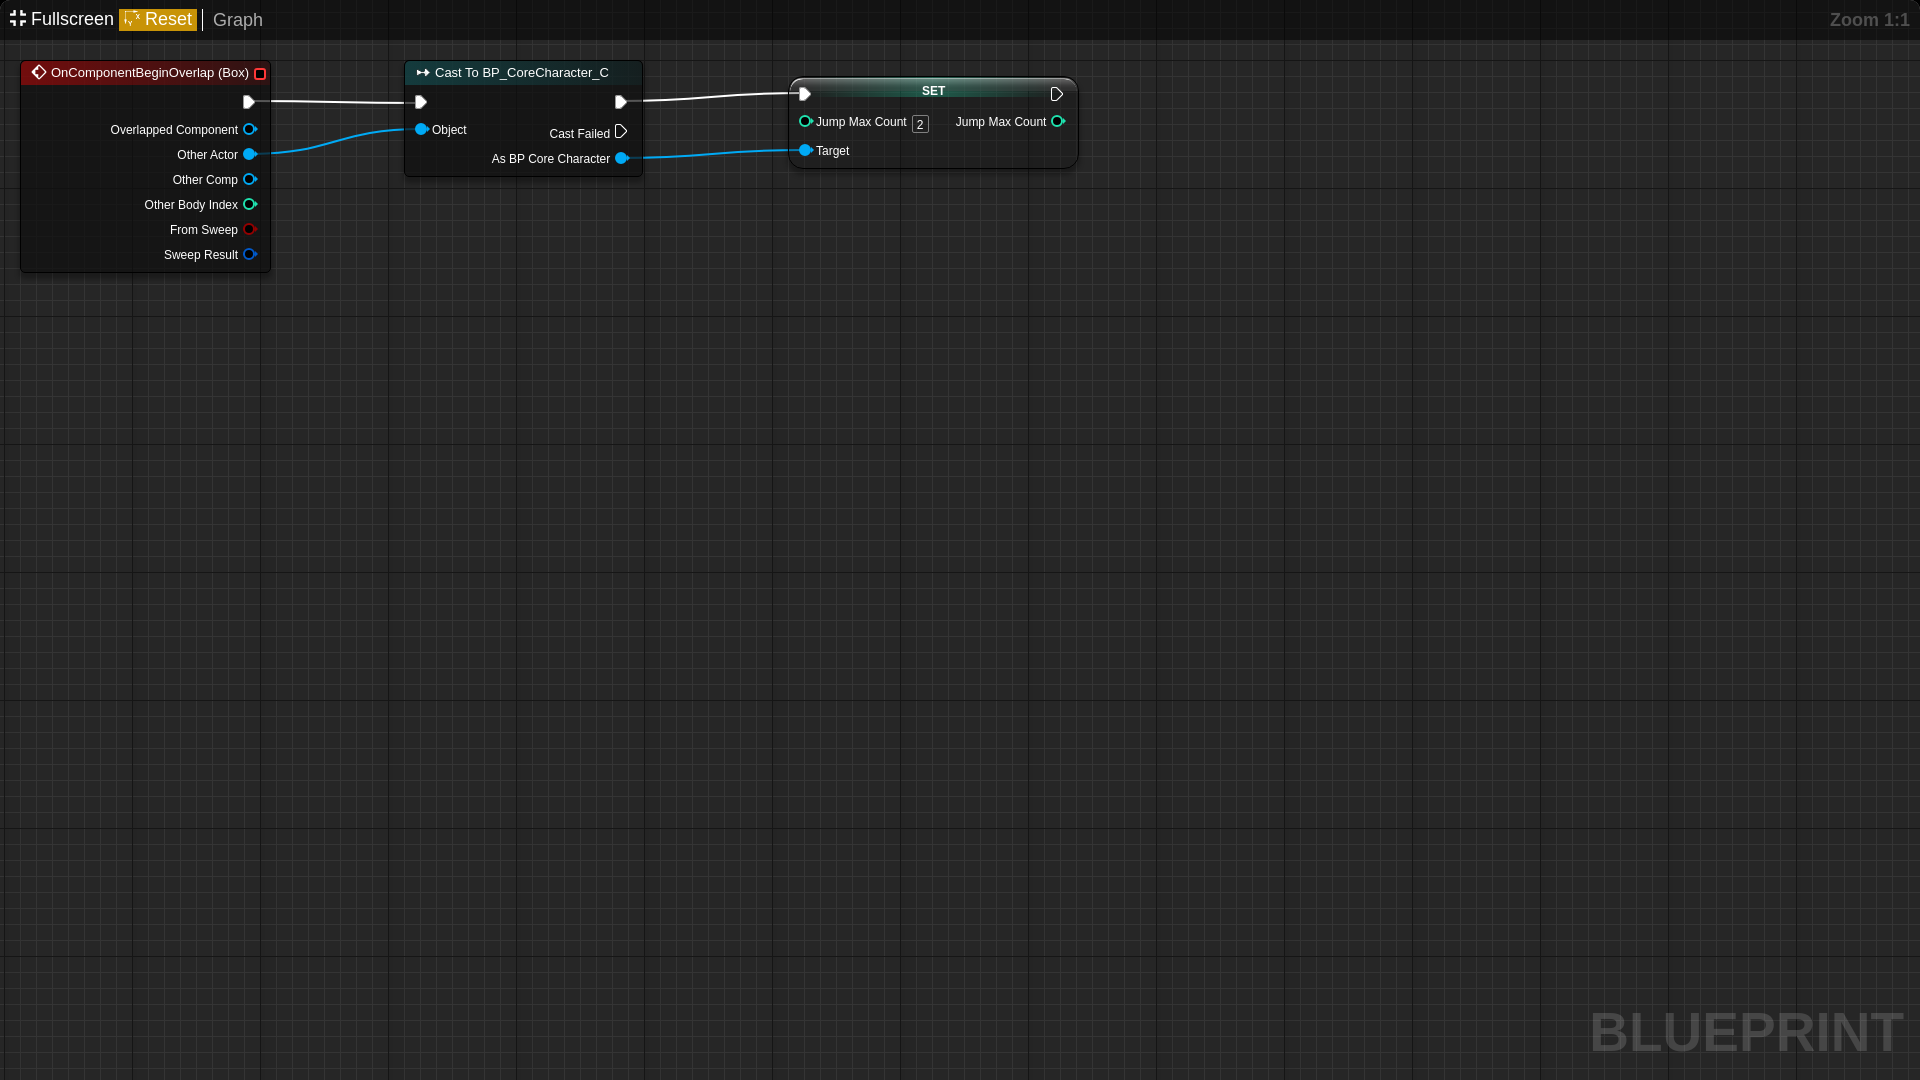 Fullscreen Reset Graph Zoom 1:1
OnComponentBeginOverlap (Box)
Overlapped Component
Other Actor
Other Comp
Other Body Index
From Sweep
Sweep Result
Cast To BP_CoreCharacter_C
Object
Cast Failed
As BP Core Character
SET
Jump Max Count 2 Jump Max Count
Target
BLUEPRINT